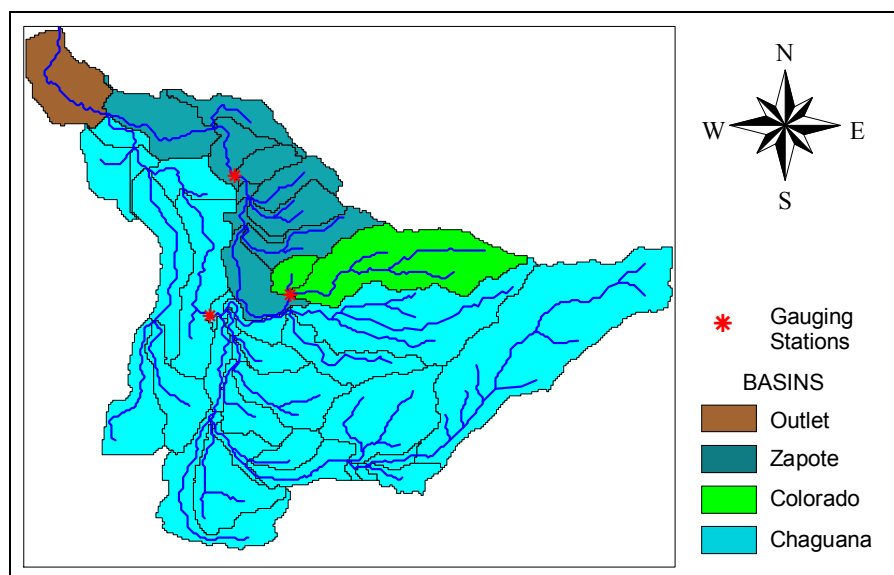 N
W
E
S
Gauging
Stations
BASINS
Outlet
Zapote
Colorado
Chaguana